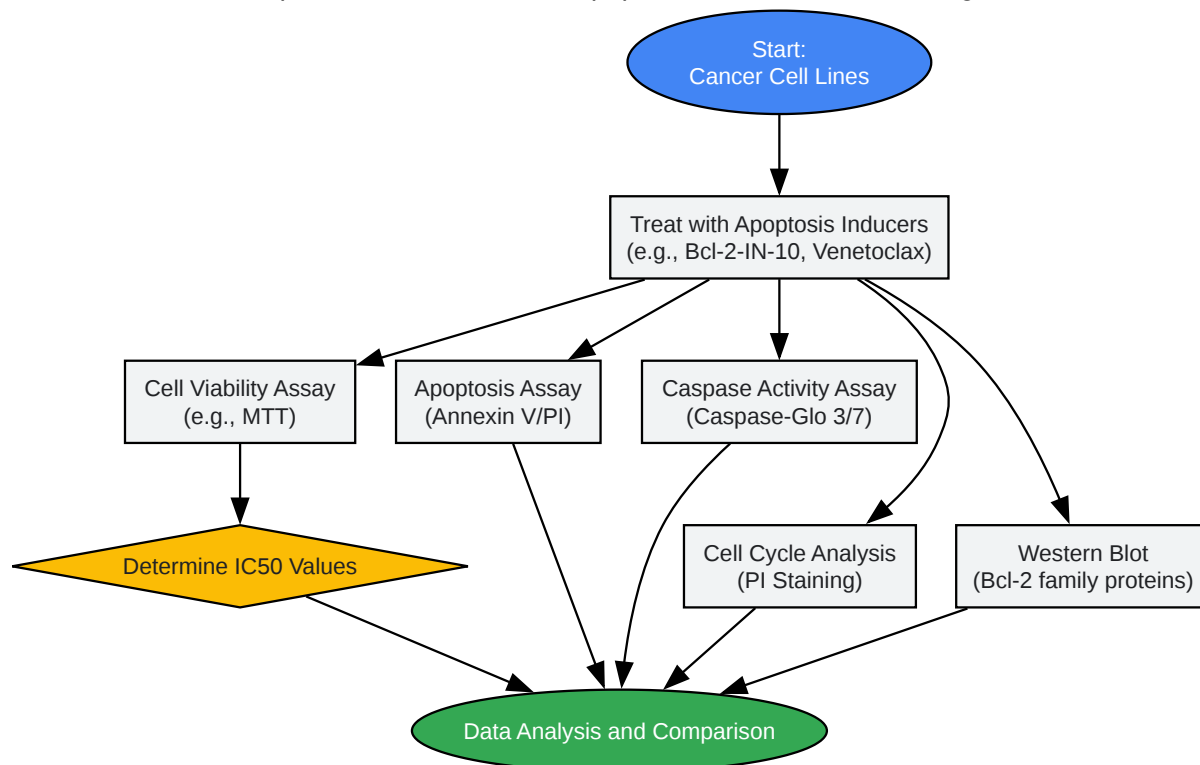 Start:
Cancer Cell Lines
Treat with Apoptosis Inducers
(e.g., Bcl-2-IN-10, Venetoclax)
Cell Viability Assay
(e.g., MTT)
Apoptosis Assay
(Annexin V/PI)
Caspase Activity Assay
(Caspase-Glo 3/7)
Determine IC50 Values
Cell Cycle Analysis
(PI Staining)
Western Blot
(Bcl-2 family proteins)
Data Analysis and Comparison